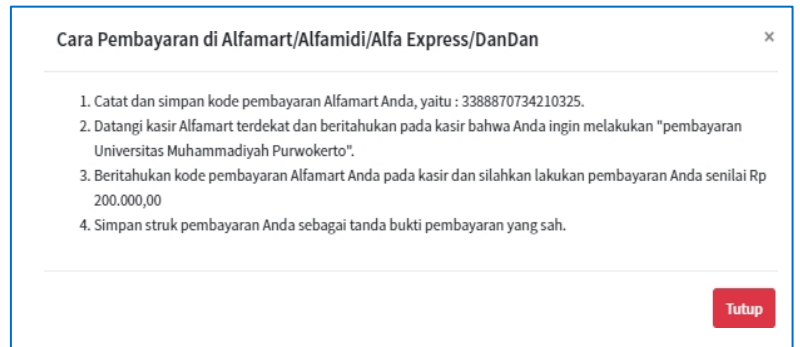 Cara Pembayaran di Alfamart/Alfamidi/Alfa Express/DanDan ×
1. Catat dan simpan kode pembayaran Alfamart Anda, yaitu : 3388870734210325.
2. Datangi kasir Alfamart terdekat dan beritahukan pada kasir bahwa Anda ingin melakukan "pembayaran
Universitas Muhammadiyah Purwokerto".
3. Beritahukan kode pembayaran Alfamart Anda pada kasir dan silahkan lakukan pembayaran Anda senilai Rp
200.000,00
4. Simpan struk pembayaran Anda sebagai tanda bukti pembayaran yang sah.
Tutup